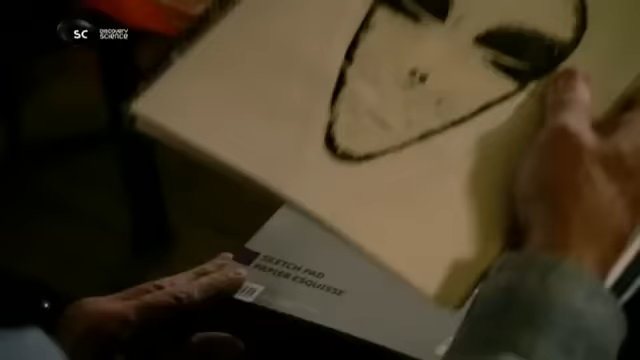 SC DISCOVERY
SCIENCE
SKETCH PAD
PAPIER ESQUISSE